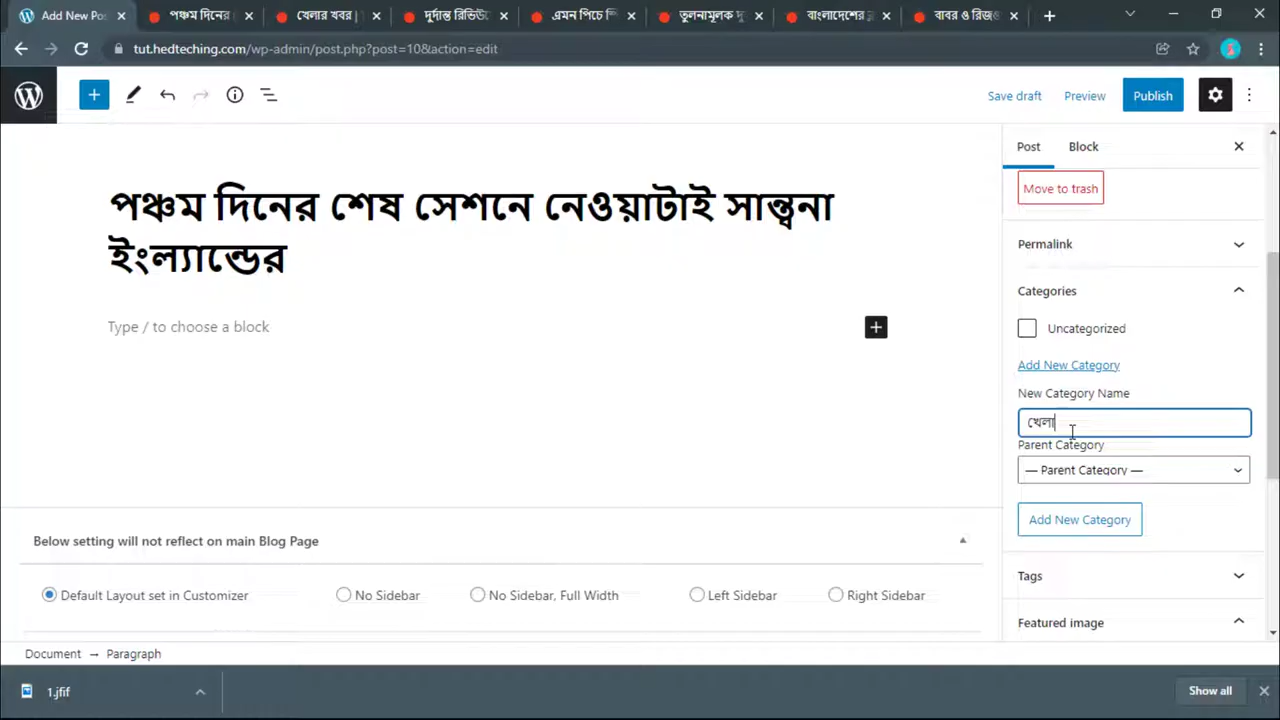 Add New Pos
পঞ্চম দিনের
খেলার খবর |
দুর্দান্ত রিভিউ
এমন পিচে
তুলনামূলক
বাংলাদেশের
বাবর ও রিজও
tut.hedteching.com/wp-admin/post.php?post=10&action=edit
Save draft
Preview
Publish
Post
Block
Move to trash
পঞ্চম দিনের শেষ সেশনে নেওয়াটাই সান্ত্বনা
ইংল্যান্ডের
Permalink
Categories
Type / to choose a block
Uncategorized
Add New Category
New Category Name
খেলা
Parent Category
— Parent Category —
Add New Category
Below setting will not reflect on main Blog Page
Tags
Default Layout set in Customizer
No Sidebar
No Sidebar, Full Width
Left Sidebar
Right Sidebar
Featured image
Document → Paragraph
1.jfif
Show all